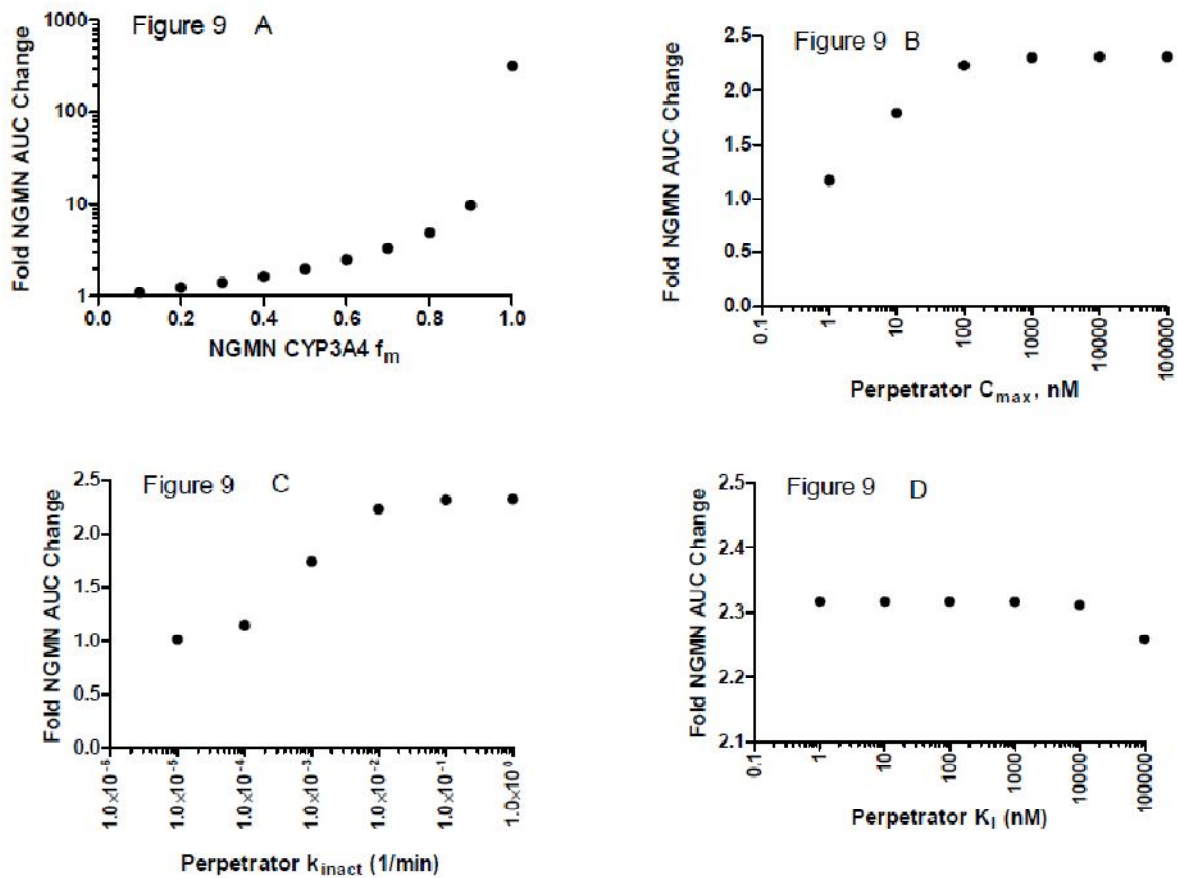 Figure 9 A
Fold NGMN AUC Change
1000
100
10
1
0.0 0.2 0.4 0.6 0.8 1.0
NGMN CYP3A4 fm
Figure 9 B
Fold NGMN AUC Change
2.5
2.0
1.5
1.0
0.5
0.0
0.1 1 10 100 1000 10000 100000
Perpetrator Cmax, nM
Figure 9 C
Fold NGMN AUC Change
2.5
2.0
1.5
1.0
0.5
0.0
1.0×10⁻⁶ 1.0×10⁻⁵ 1.0×10⁻⁴ 1.0×10⁻³ 1.0×10⁻² 1.0×10⁻¹ 1.0×10⁰
Perpetrator kinact (1/min)
Figure 9 D
Fold NGMN AUC Change
2.5
2.4
2.3
2.2
2.1
0.1 1 10 100 1000 10000 100000
Perpetrator KI (nM)